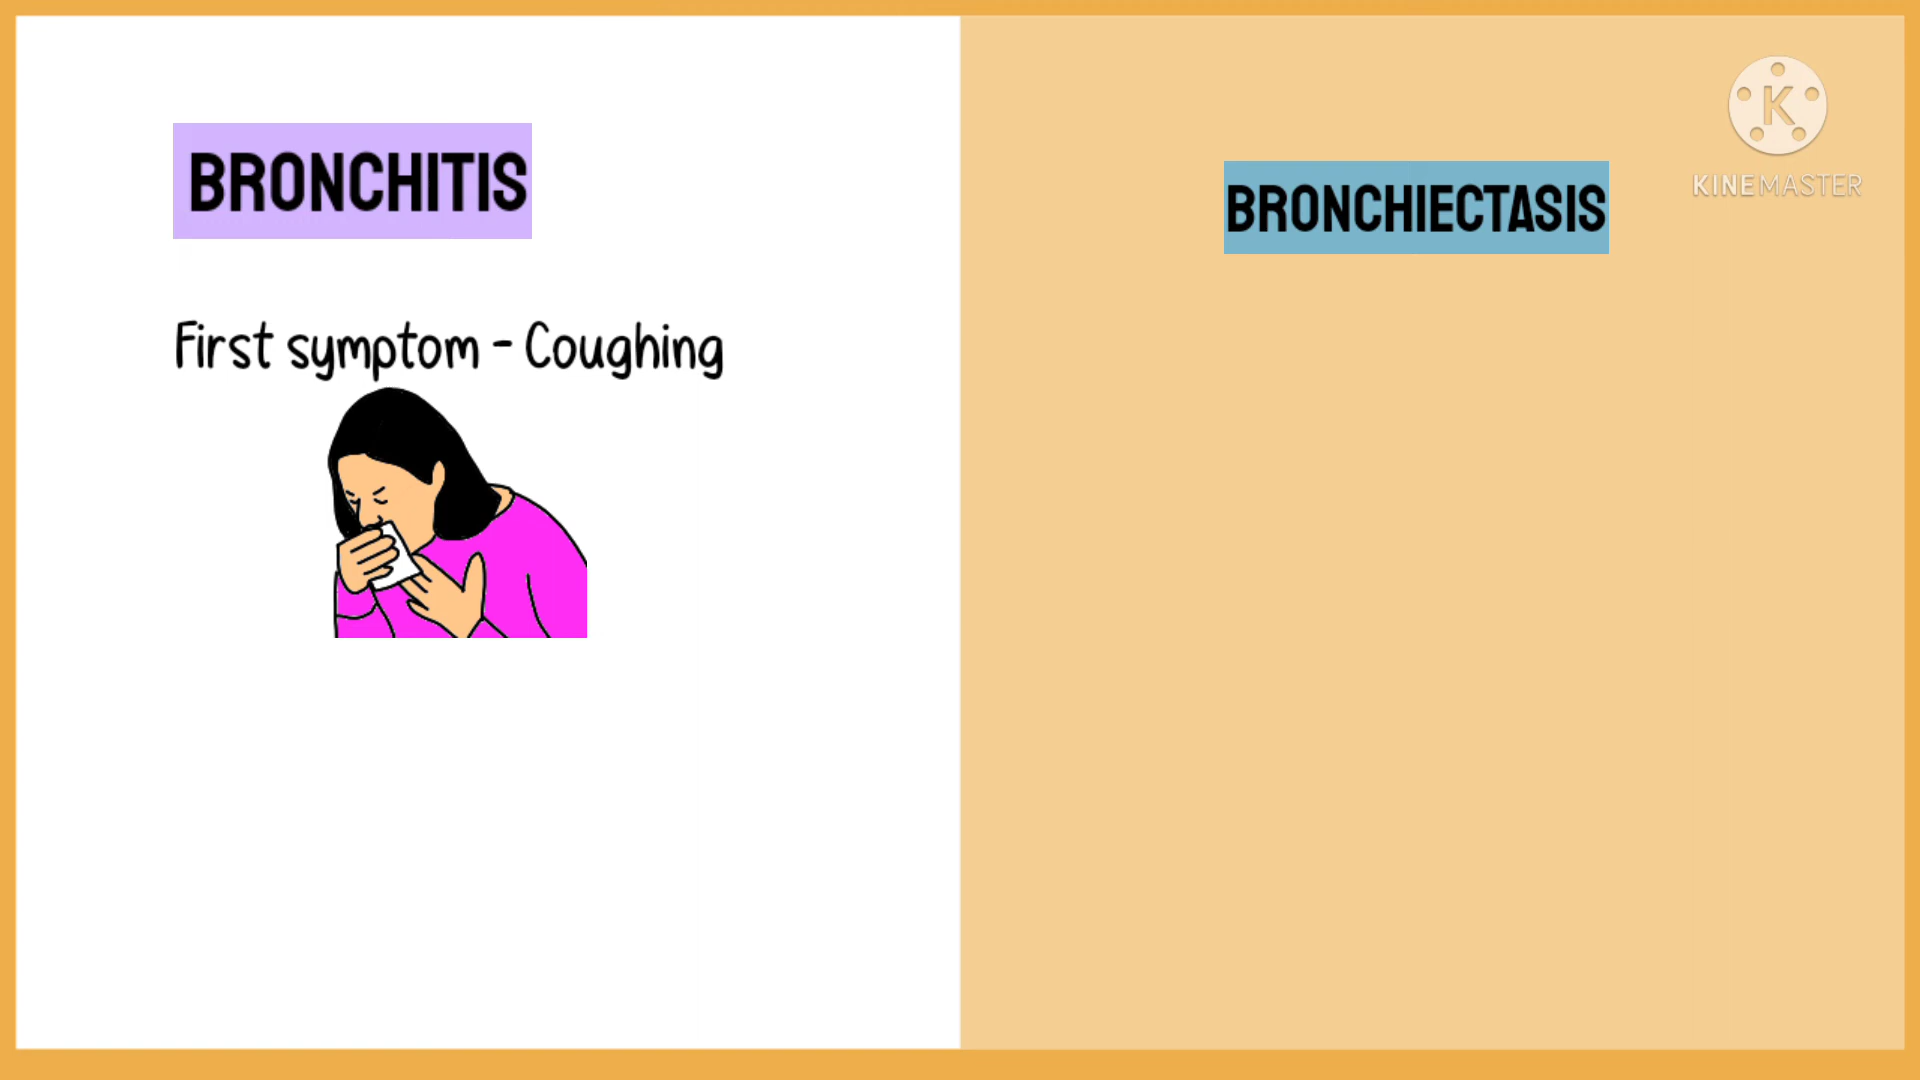 BRONCHITIS
First symptom - Coughing
BRONCHIECTASIS
K
KINEMASTER